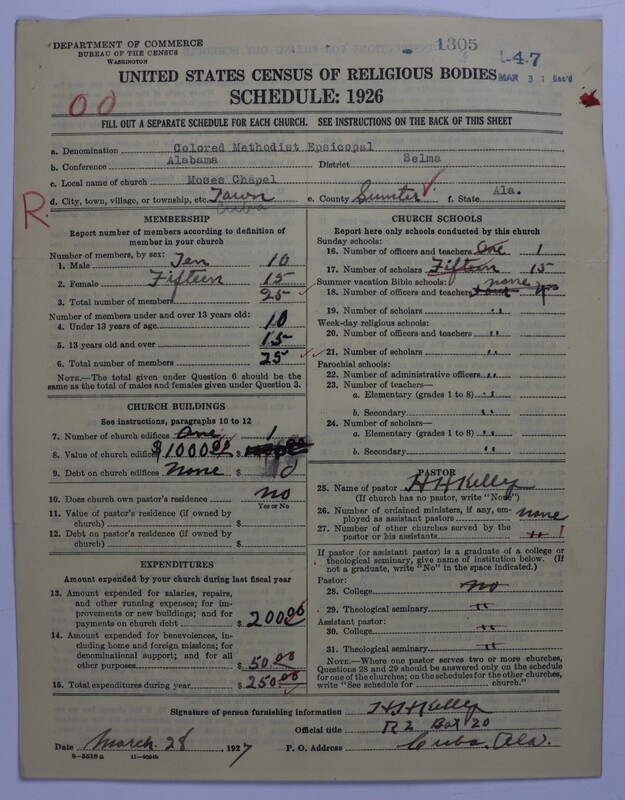 DEPARTMENT OF COMMERCE
BUREAU OF THE CENSUS
WASHINGTON
1305
47
MAR 31 Rec'd
UNITED STATES CENSUS OF RELIGIOUS BODIES
SCHEDULE: 1926
00
FILL OUT A SEPARATE SCHEDULE FOR EACH CHURCH. SEE INSTRUCTIONS ON THE BACK OF THIS SHEET
a. Denomination Colored Methodist Epsicopal
b. Conference Alabama District Selma
c. Local name of church Moses Chapel
d. City, town, village, or township, etc. Town e. County Sumter f. State Ala.
Cuba
R
MEMBERSHIP
Report number of members according to definition of member in your church
Number of members, by sex:
1. Male Ten 10
2. Female Fifteen 15
3. Total number of members 25
Number of members under and over 13 years old:
4. Under 13 years of age 10
5. 13 years old and over 15
6. Total number of members 25
NOTE.—The total given under Question 6 should be the same as the total of males and females given under Question 3.
CHURCH BUILDINGS
See instructions, paragraphs 10 to 12
7. Number of church edifices One 1
8. Value of church edifices $1000.00
9. Debt on church edifices None $ 0
10. Does church own pastor's residence no
Yes or No
11. Value of pastor's residence (if owned by church) $
12. Debt on pastor's residence (if owned by church) $
EXPENDITURES
Amount expended by your church during last fiscal year
13. Amount expended for salaries, repairs, and other running expenses; for improvements or new buildings; and for payments on church debt $ 200.00
14. Amount expended for benevolences, including home and foreign missions; for denominational support; and for all other purposes $ 50.00
15. Total expenditures during year $ 250.00
CHURCH SCHOOLS
Report here only schools conducted by this church
Sunday schools:
16. Number of officers and teachers One 1
17. Number of scholars Fifteen 15
Summer vacation Bible schools: none
18. Number of officers and teachers
19. Number of scholars "
Week-day religious schools:
20. Number of officers and teachers "
21. Number of scholars "
Parochial schools:
22. Number of administrative officers "
23. Number of teachers—
a. Elementary (grades 1 to 8) "
b. Secondary "
24. Number of scholars—
a. Elementary (grades 1 to 8) "
b. Secondary "
PASTOR
25. Name of pastor H H Kelly
(If church has no pastor, write "None")
26. Number of ordained ministers, if any, employed as assistant pastors none
27. Number of other churches served by the pastor or his assistants " 1
If pastor (or assistant pastor) is a graduate of a college or theological seminary, give name of institution below. (If not a graduate, write "No" in the space indicated.)
Pastor:
28. College no
29. Theological seminary "
Assistant pastor:
30. College "
31. Theological seminary "
NOTE.—Where one pastor serves two or more churches, Questions 28 and 29 should be answered only on the schedule for one of the churches; on the schedules for the other churches, write "See schedule for church."
Signature of person furnishing information H H Kelly
Official title R 2 Box 20
Date March 28, 1927 P. O. Address Cuba, Ala.